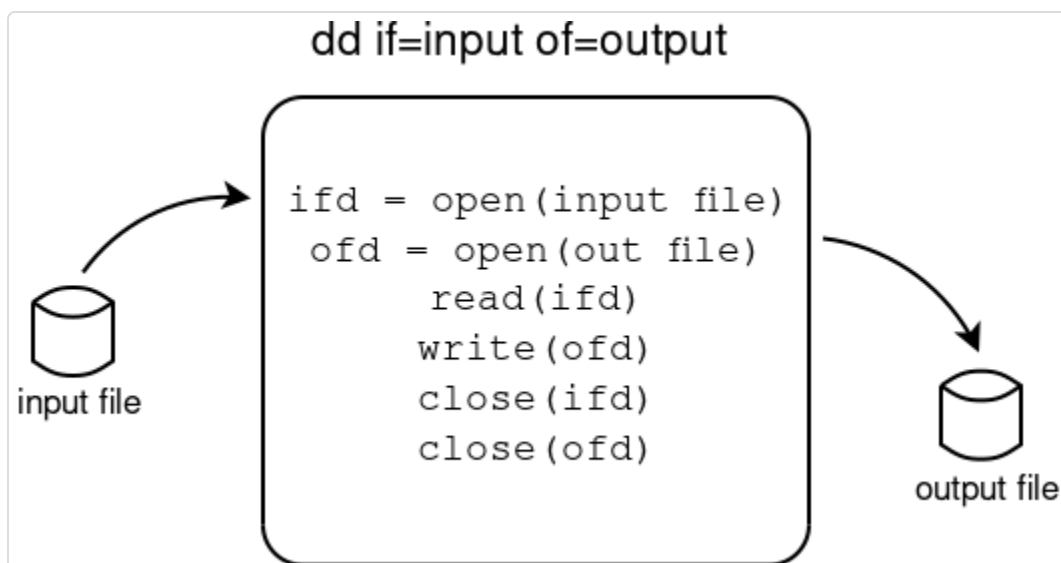 dd if=input of=output
ifd = open(input file)
ofd = open(out file)
read(ifd)
write(ofd)
close(ifd)
close(ofd)
input file
output file